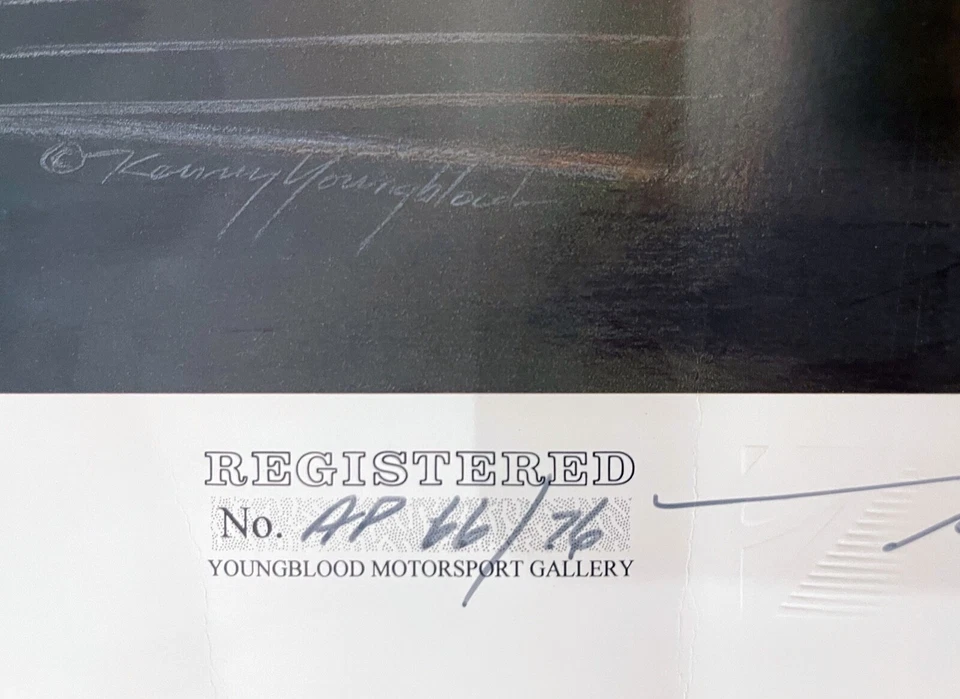 © Kenny Youngblood
REGISTERED
No. AP 66/76
YOUNGBLOOD MOTORSPORT GALLERY